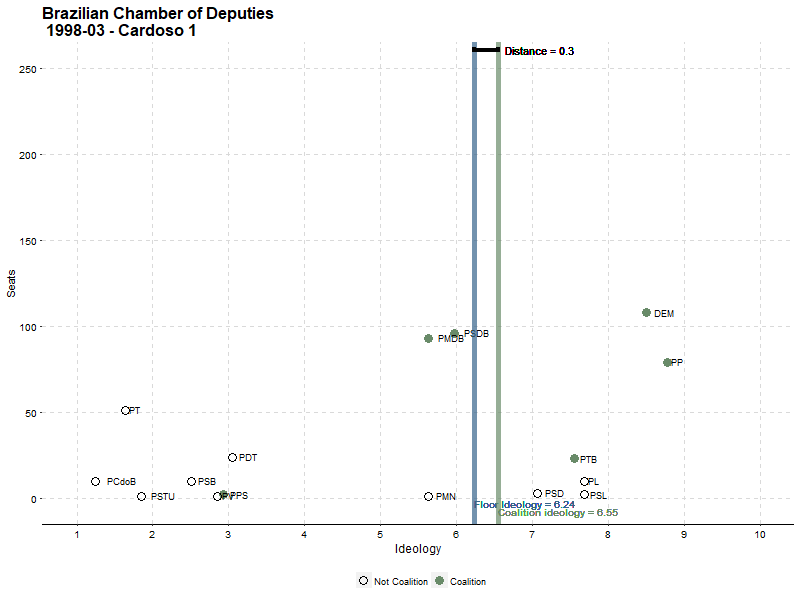 Brazilian Chamber of Deputies
1998-03 - Cardoso 1
Distance = 0.3
250
200
150
100
50
0
Seats
DEM
PSDB
PMDB
PP
PT
PDT
PTB
PCdoB
PSB
PL
PSTU
PV
PPS
PMN
PSD
PSL
Floor Ideology = 6.24
Coalition ideology = 6.55
1 2 3 4 5 6 7 8 9 10
Ideology
Not Coalition Coalition